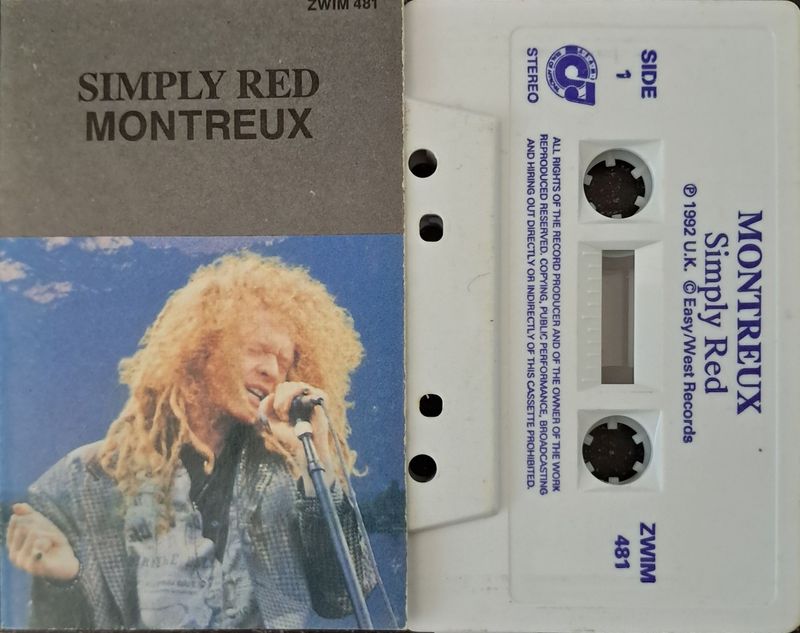 ZWIM 481
SIMPLY RED
MONTREUX
SIDE
1
STEREO
ALL RIGHTS OF THE RECORD PRODUCER AND OF THE OWNER OF THE WORK
REPRODUCED RESERVED. COPYING, PUBLIC PERFORMANCE, BROADCASTING
AND HIRING OUT DIRECTLY OR INDIRECTLY OF THIS CASSETTE PROHIBITED.
MONTREUX
Simply Red
℗ 1992 U.K. © Easy/West Records
ZWIM
481